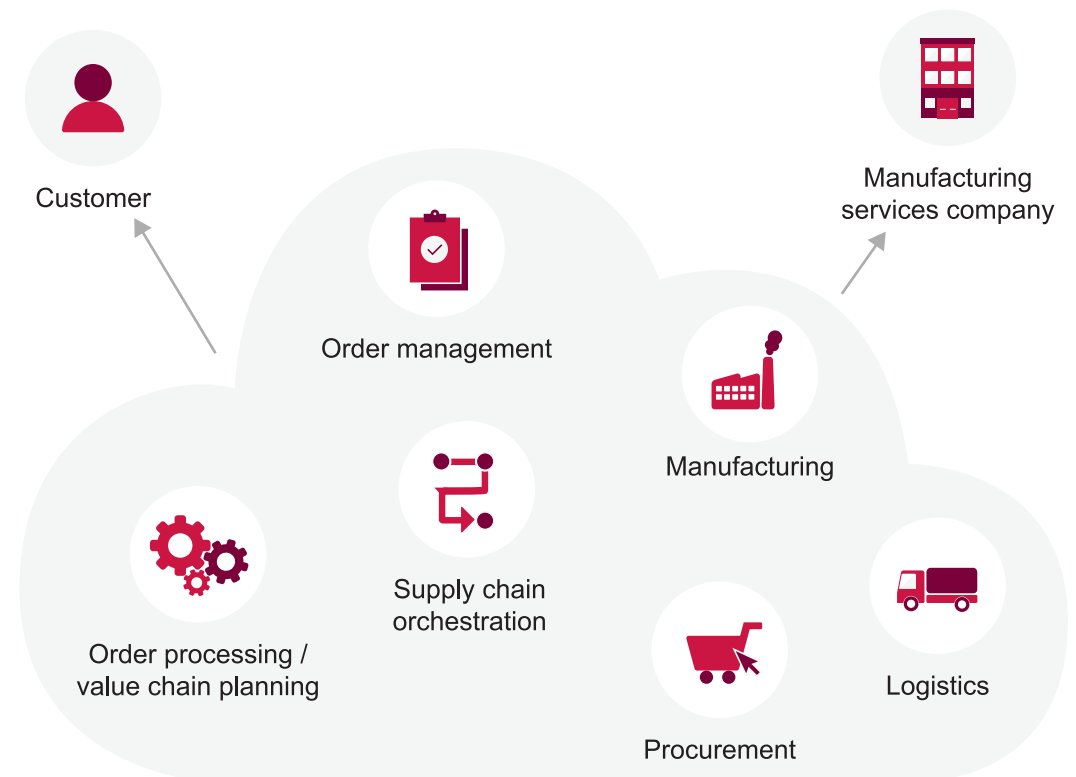 Customer
Manufacturing
services company
Order management
Manufacturing
Supply chain
orchestration
Order processing /
value chain planning
Logistics
Procurement